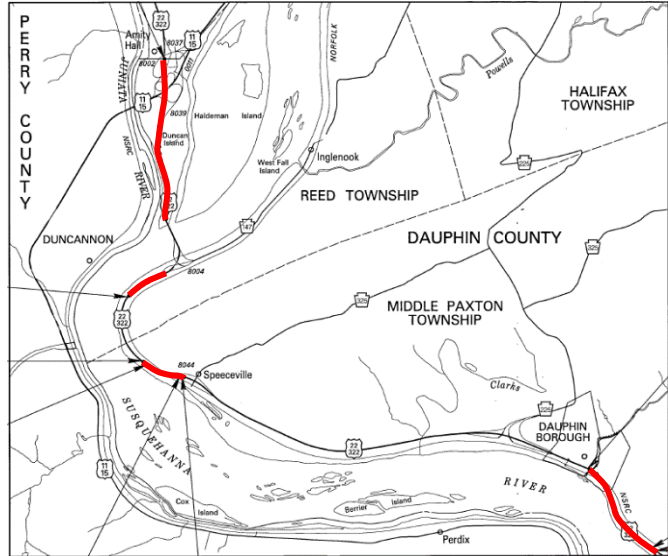 22
322
Amity
Hall
8037
11
15
8002
0011
JUNIATA
NORFOLK
Powells
PERRY COUNTY
HALIFAX
TOWNSHIP
11
15
8039
Haldeman
Island
Duncan
Island
NSRC
West Fall
Island
Inglenook
225
RIVER
REED TOWNSHIP
22
147
DUNCANNON
DAUPHIN COUNTY
325
8004
22
322
325
MIDDLE PAXTON
TOWNSHIP
8044
Speeceville
Clarks
SUSQUEHANNA
225
DAUPHIN
BOROUGH
22
322
11
15
RIVER
NSRC
Cox
Island
Berrier
Island
Perdix